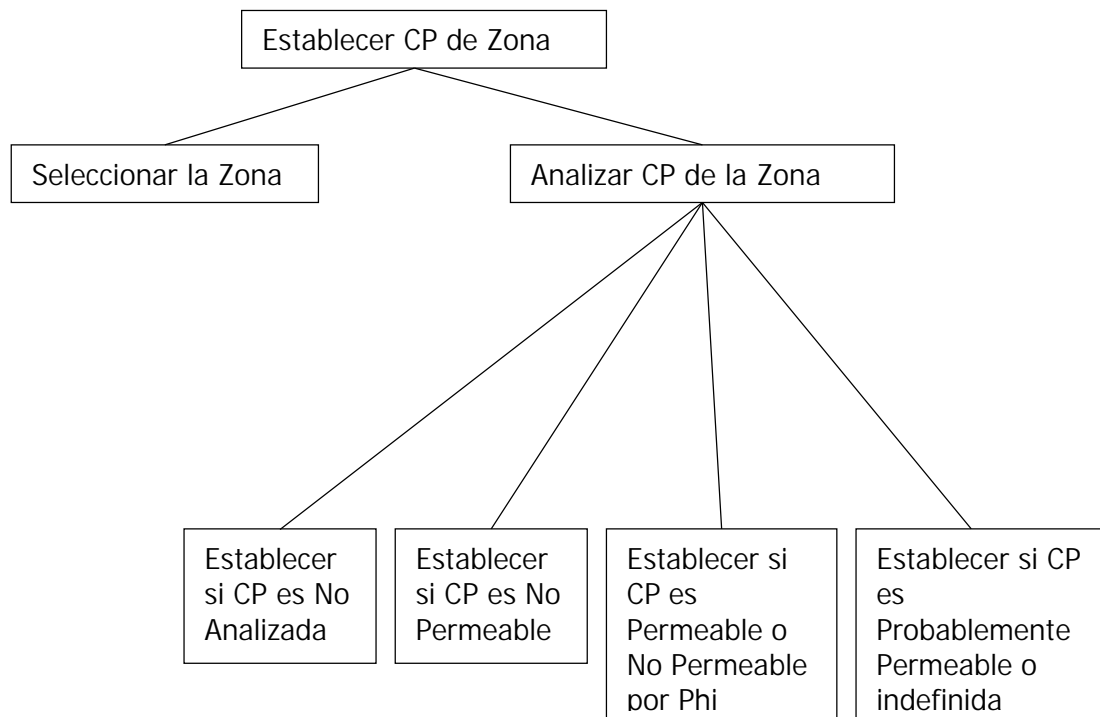 Establecer CP de Zona
Seleccionar la Zona
Analizar CP de la Zona
Establecer
si CP es No
Analizada
Establecer
si CP es No
Permeable
Establecer si
CP es
Permeable o
No Permeable
por Phi
Establecer si CP
es
Probablemente
Permeable o
indefinida